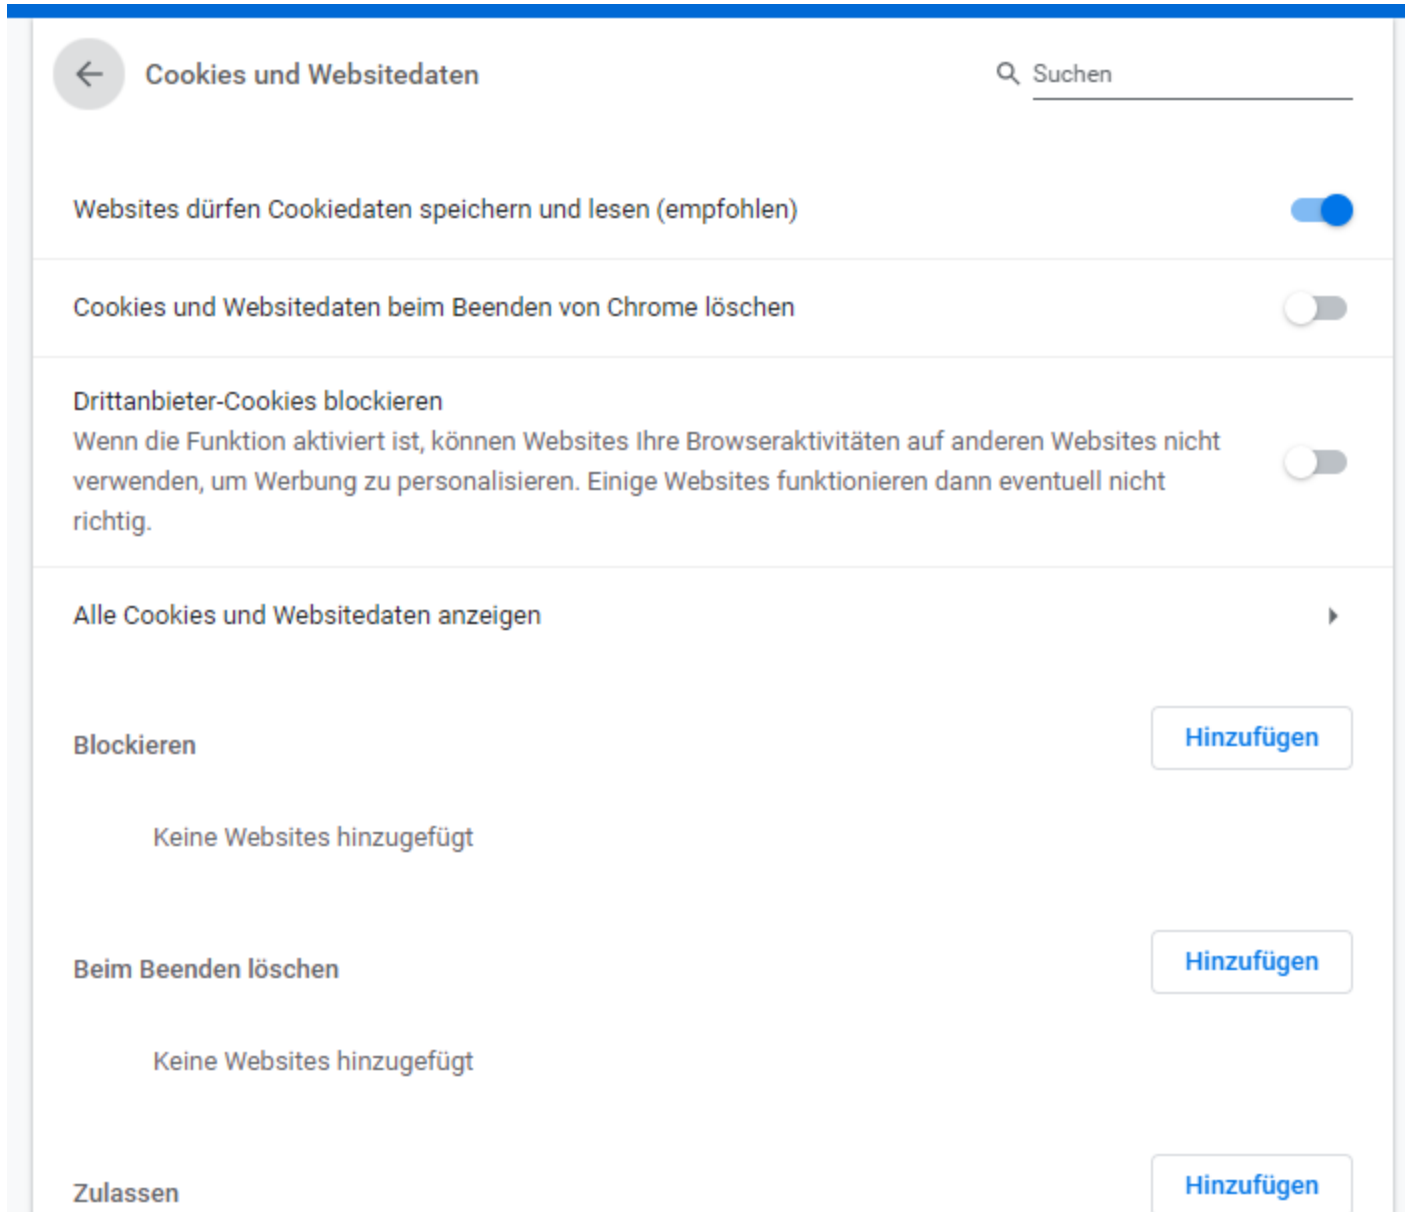 Cookies und Websitedaten
Suchen
Websites dürfen Cookiedaten speichern und lesen (empfohlen)
Cookies und Websitedaten beim Beenden von Chrome löschen
Drittanbieter-Cookies blockieren
Wenn die Funktion aktiviert ist, können Websites Ihre Browseraktivitäten auf anderen Websites nicht
verwenden, um Werbung zu personalisieren. Einige Websites funktionieren dann eventuell nicht
richtig.
Alle Cookies und Websitedaten anzeigen
Blockieren
Hinzufügen
Keine Websites hinzugefügt
Beim Beenden löschen
Hinzufügen
Keine Websites hinzugefügt
Zulassen
Hinzufügen